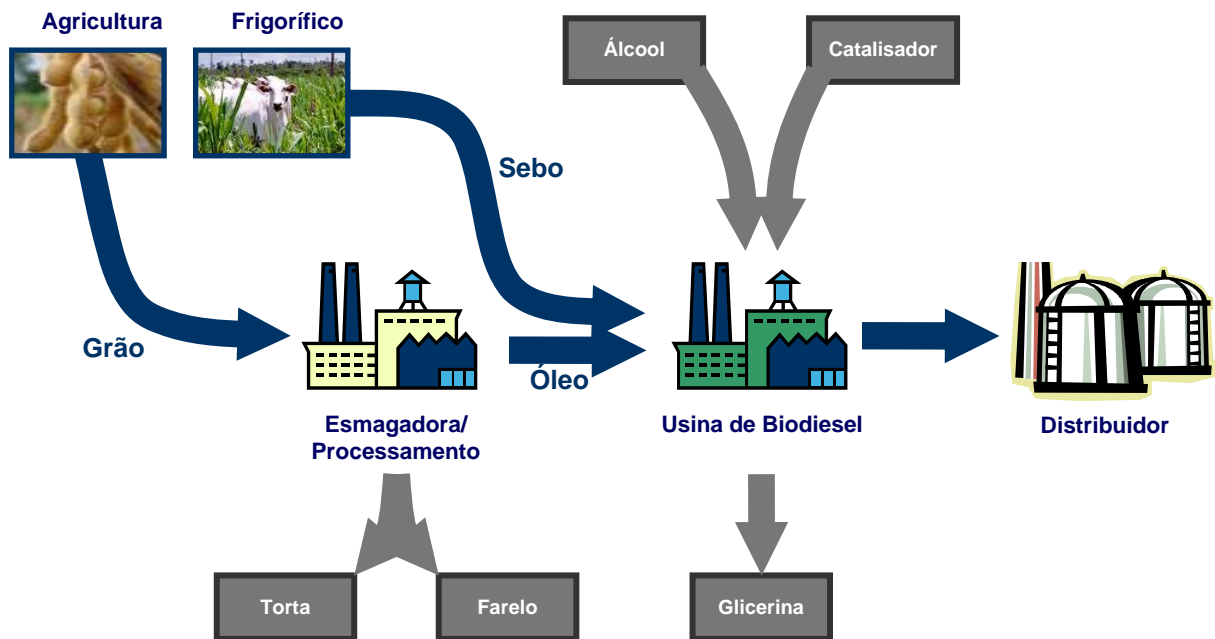 Agricultura
Frigorífico
Álcool
Catalisador
Sebo
Grão
Óleo
Esmagadora/
Processamento
Usina de Biodiesel
Distribuidor
Torta
Farelo
Glicerina